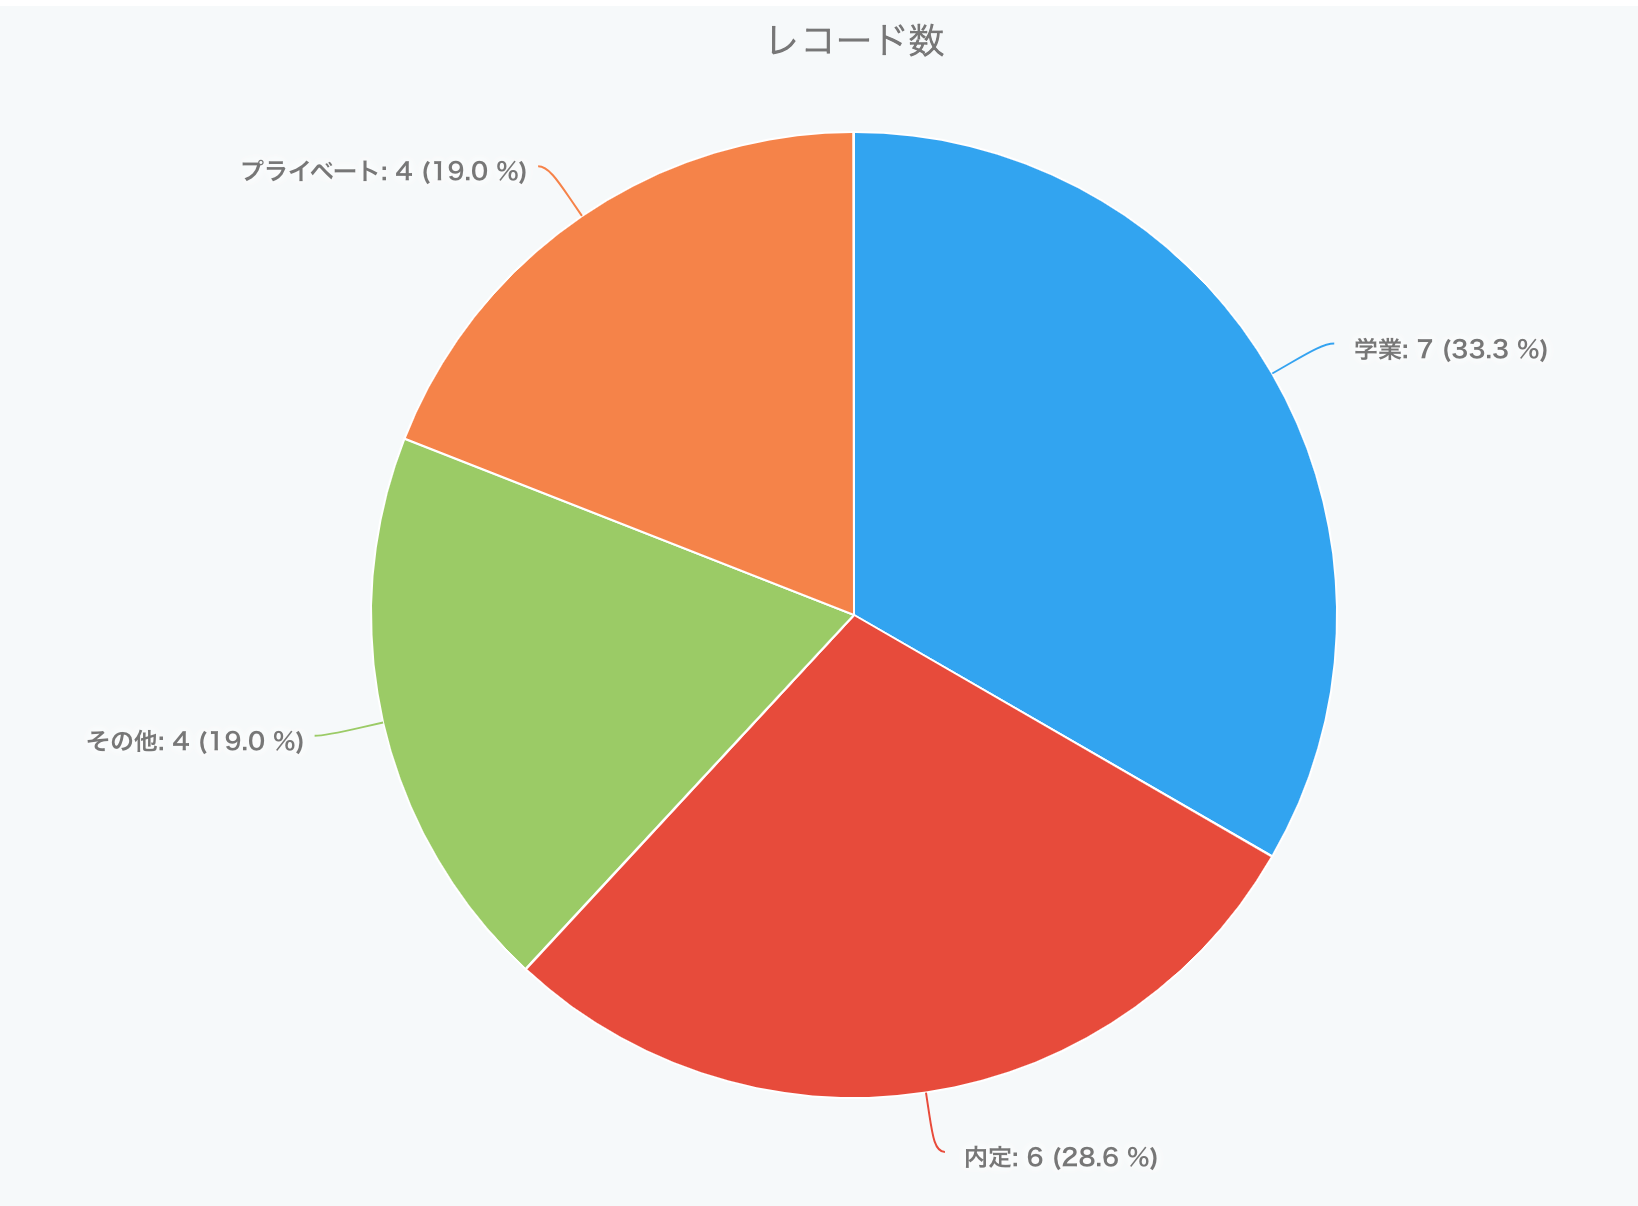 レコード数
プライベート: 4 (19.0 %)
学業: 7 (33.3 %)
その他: 4 (19.0 %)
内定: 6 (28.6 %)